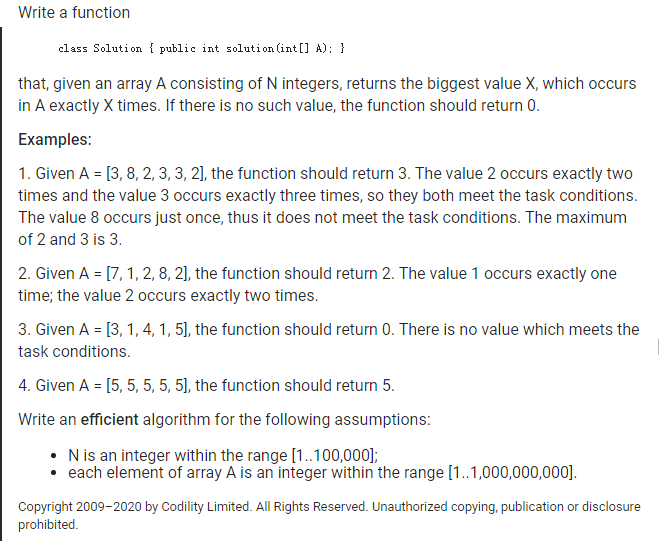 Write a function
class Solution { public int solution(int[] A); }
that, given an array A consisting of N integers, returns the biggest value X, which occurs
in A exactly X times. If there is no such value, the function should return 0.
Examples:
1. Given A = [3, 8, 2, 3, 3, 2], the function should return 3. The value 2 occurs exactly two
times and the value 3 occurs exactly three times, so they both meet the task conditions.
The value 8 occurs just once, thus it does not meet the task conditions. The maximum
of 2 and 3 is 3.
2. Given A = [7, 1, 2, 8, 2], the function should return 2. The value 1 occurs exactly one
time; the value 2 occurs exactly two times.
3. Given A = [3, 1, 4, 1, 5], the function should return 0. There is no value which meets the
task conditions.
4. Given A = [5, 5, 5, 5, 5], the function should return 5.
Write an efficient algorithm for the following assumptions:
• N is an integer within the range [1..100,000];
• each element of array A is an integer within the range [1..1,000,000,000].
Copyright 2009–2020 by Codility Limited. All Rights Reserved. Unauthorized copying, publication or disclosure
prohibited.